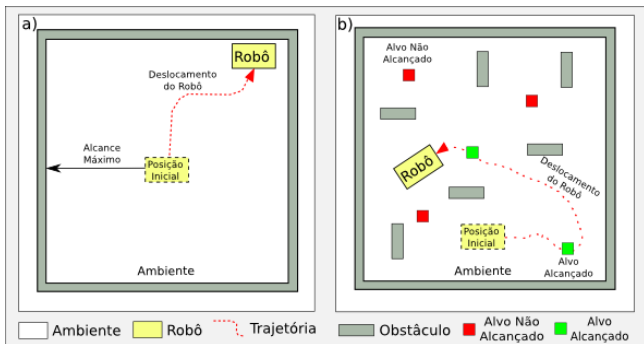 a)
Robô
Deslocamento
do Robô
Alcance
Máximo
Posição
Inicial
Ambiente
b)
Alvo Não
Alcançado
Robô
Deslocamento
do Robô
Posição
Inicial
Ambiente
Alvo
Alcançado
Ambiente
Robô
Trajetória
Obstáculo
Alvo Não
Alcançado
Alvo
Alcançado